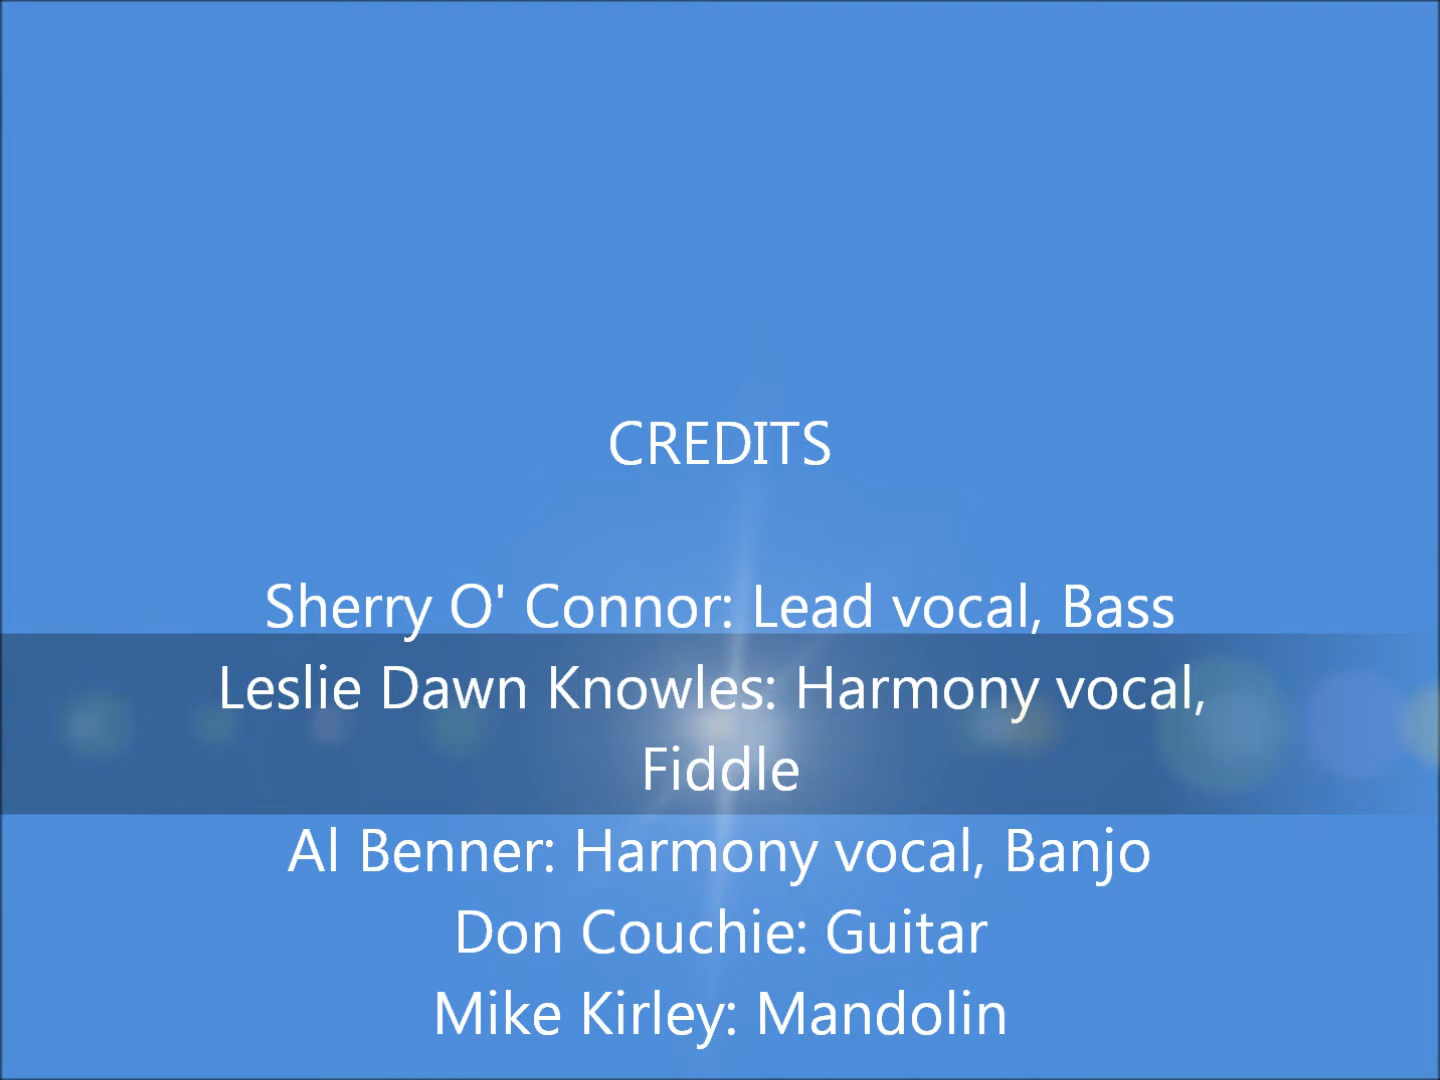 CREDITS
Sherry O' Connor: Lead vocal, Bass
Leslie Dawn Knowles: Harmony vocal,
Fiddle
Al Benner: Harmony vocal, Banjo
Don Couchie: Guitar
Mike Kirley: Mandolin